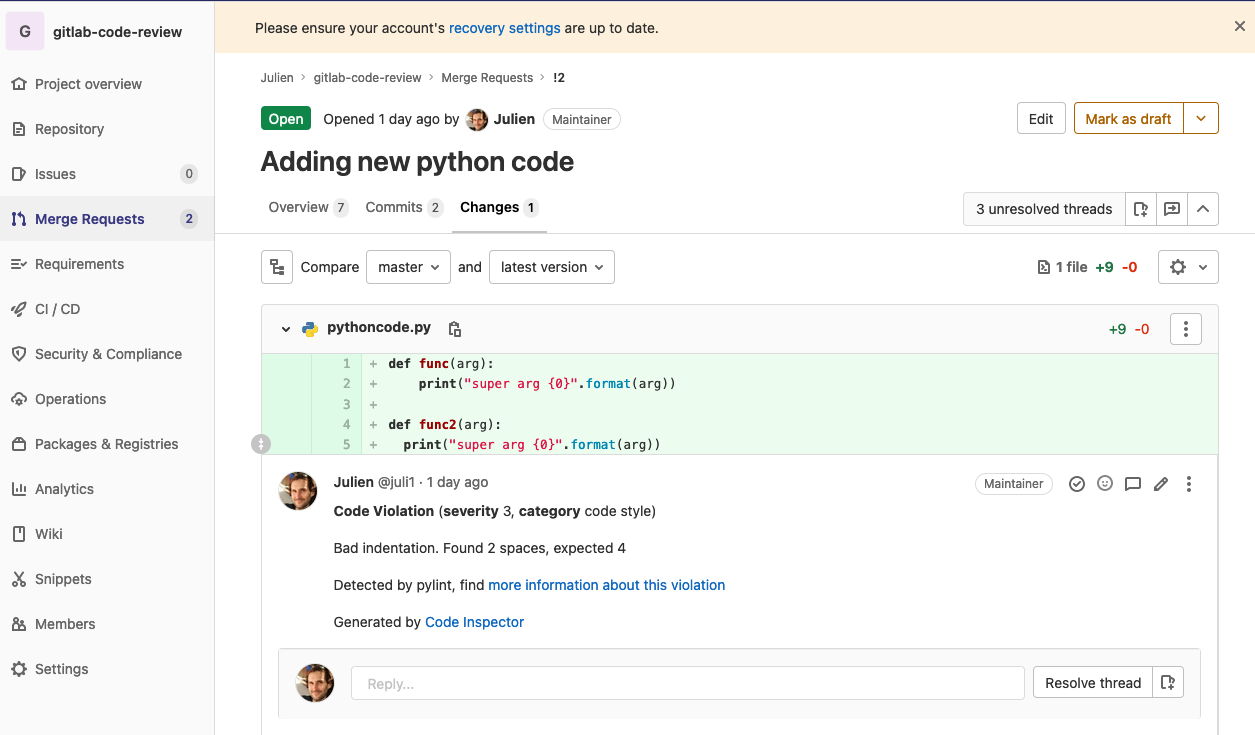 G gitlab-code-review
Project overview
Repository
Issues 0
Merge Requests 2
Requirements
CI / CD
Security & Compliance
Operations
Packages & Registries
Analytics
Wiki
Snippets
Members
Settings
Please ensure your account's recovery settings are up to date.
Julien › gitlab-code-review › Merge Requests › !2
Open Opened 1 day ago by Julien Maintainer
Edit Mark as draft
Adding new python code
Overview 7 Commits 2 Changes 1
3 unresolved threads
Compare master and latest version
1 file +9 -0
pythoncode.py +9 -0
1 + def func(arg):
2 +     print("super arg {0}".format(arg))
3 +
4 + def func2(arg):
5 +   print("super arg {0}".format(arg))
Julien @juli1 · 1 day ago Maintainer
Code Violation (severity 3, category code style)
Bad indentation. Found 2 spaces, expected 4
Detected by pylint, find more information about this violation
Generated by Code Inspector
Reply... Resolve thread